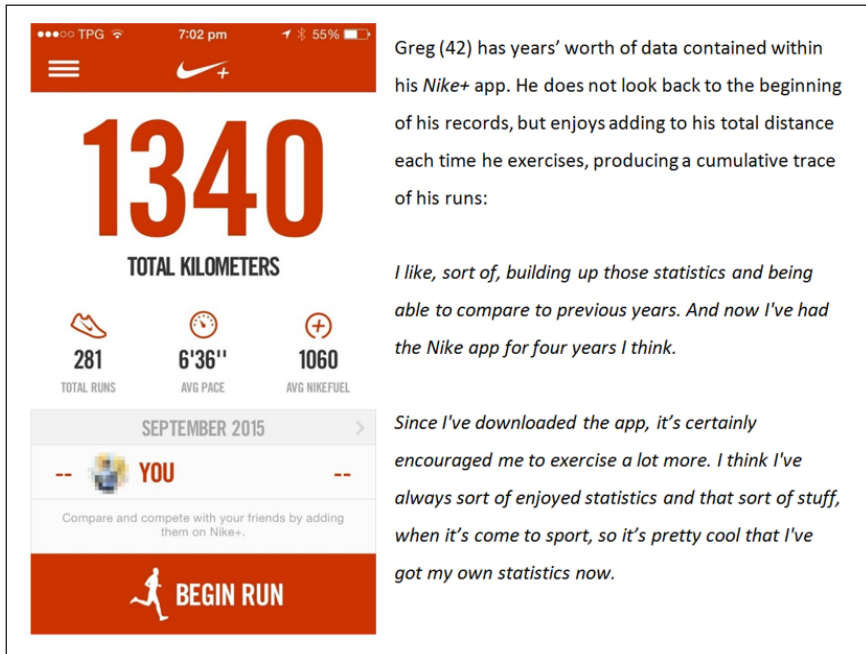 ●●●○○ TPG 7:02 pm 55%
1340
TOTAL KILOMETERS
281 6'36'' 1060
TOTAL RUNS AVG PACE AVG NIKEFUEL
SEPTEMBER 2015
-- YOU --
Compare and compete with your friends by adding
them on Nike+.
BEGIN RUN
Greg (42) has years’ worth of data contained within
his Nike+ app. He does not look back to the beginning
of his records, but enjoys adding to his total distance
each time he exercises, producing a cumulative trace
of his runs:
I like, sort of, building up those statistics and being
able to compare to previous years. And now I've had
the Nike app for four years I think.
Since I've downloaded the app, it’s certainly
encouraged me to exercise a lot more. I think I've
always sort of enjoyed statistics and that sort of stuff,
when it’s come to sport, so it’s pretty cool that I've
got my own statistics now.